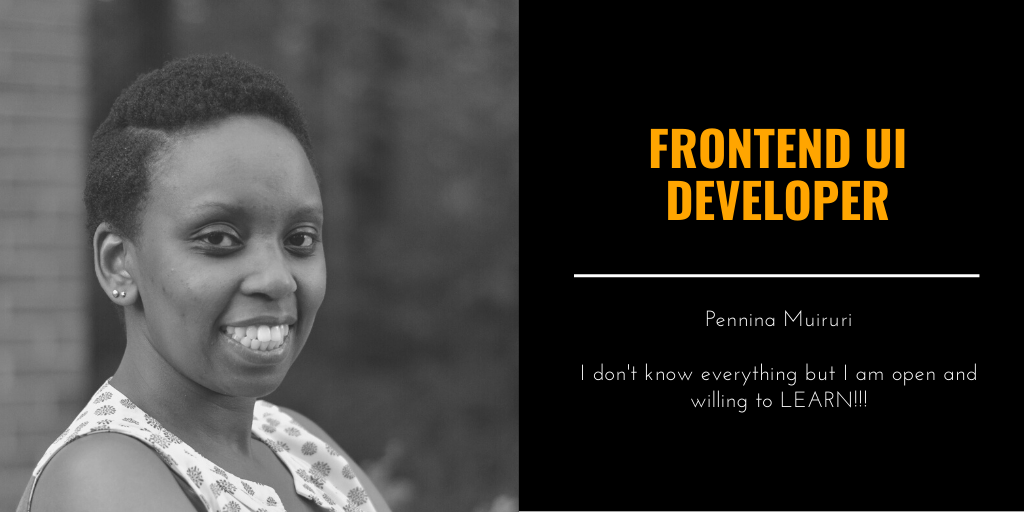 FRONTEND UI
DEVELOPER
Pennina Muiruri
I don't know everything but I am open and
willing to LEARN!!!